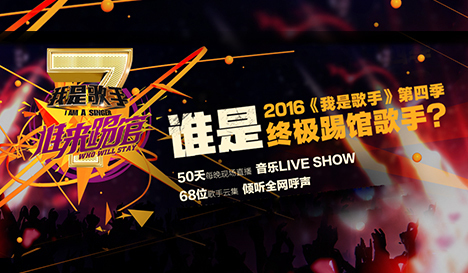 我是歌手
I AM A SINGER
谁来踢馆
WHO WILL STAY
谁是
2016《我是歌手》第四季
终极踢馆歌手?
50天每晚现场直播 音乐LIVE SHOW
68位歌手云集 倾听全网呼声